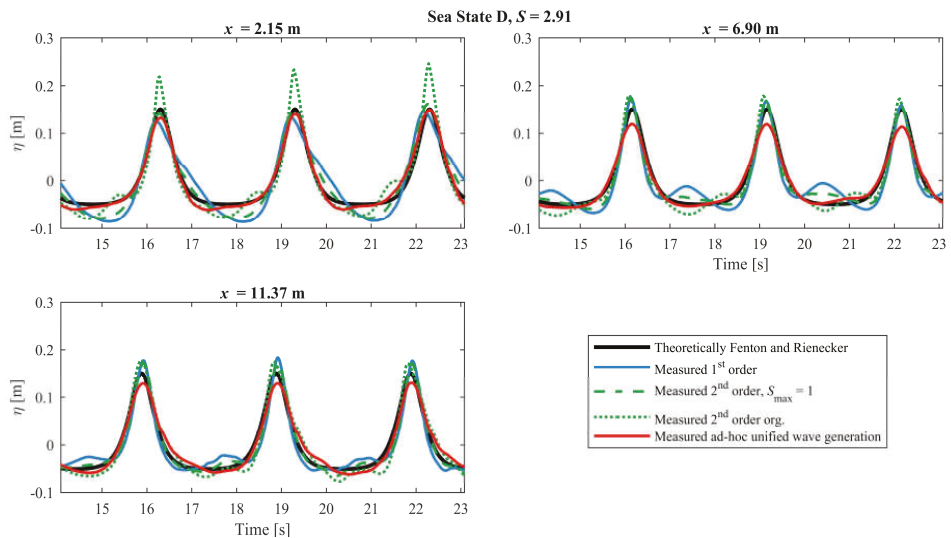 Sea State D, S = 2.91
x = 2.15 m
0.3
0.2
0.1
0
-0.1
η [m]
15 16 17 18 19 20 21 22 23
x = 6.90 m
0.3
0.2
0.1
0
-0.1
15 16 17 18 19 20 21 22 23
Time [s]
x = 11.37 m
0.3
0.2
0.1
0
-0.1
η [m]
15 16 17 18 19 20 21 22 23
Time [s]
Theoretically Fenton and Rienecker
Measured 1st order
Measured 2nd order, Smax = 1
Measured 2nd order org.
Measured ad-hoc unified wave generation